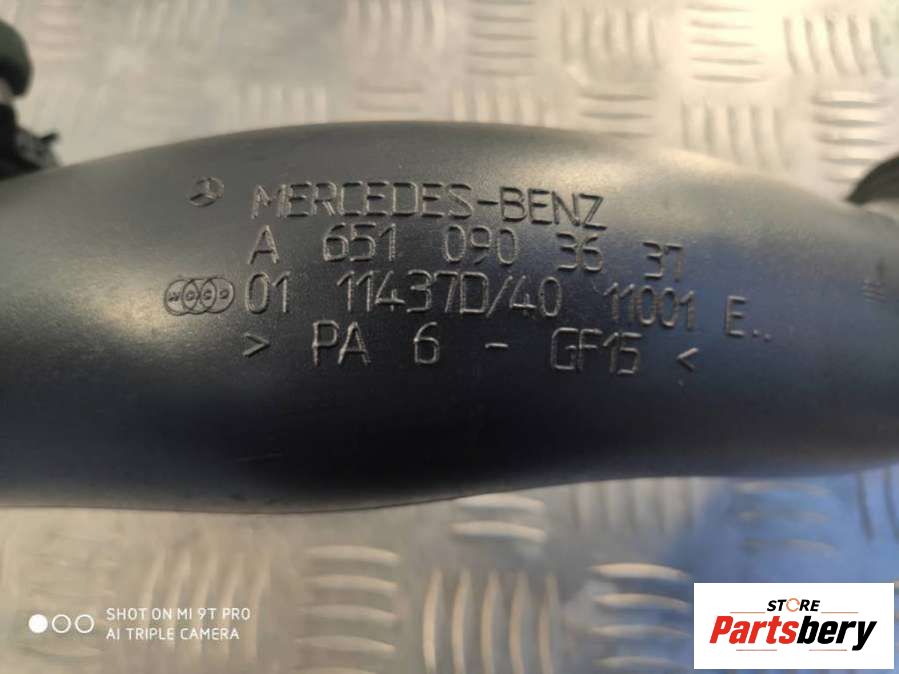 MERCEDES-BENZ
A 651 090 36 37
01 11437D/40 11001 E..
> PA 6 - GF15 <
SHOT ON MI 9T PRO
AI TRIPLE CAMERA
STORE
Partsbery